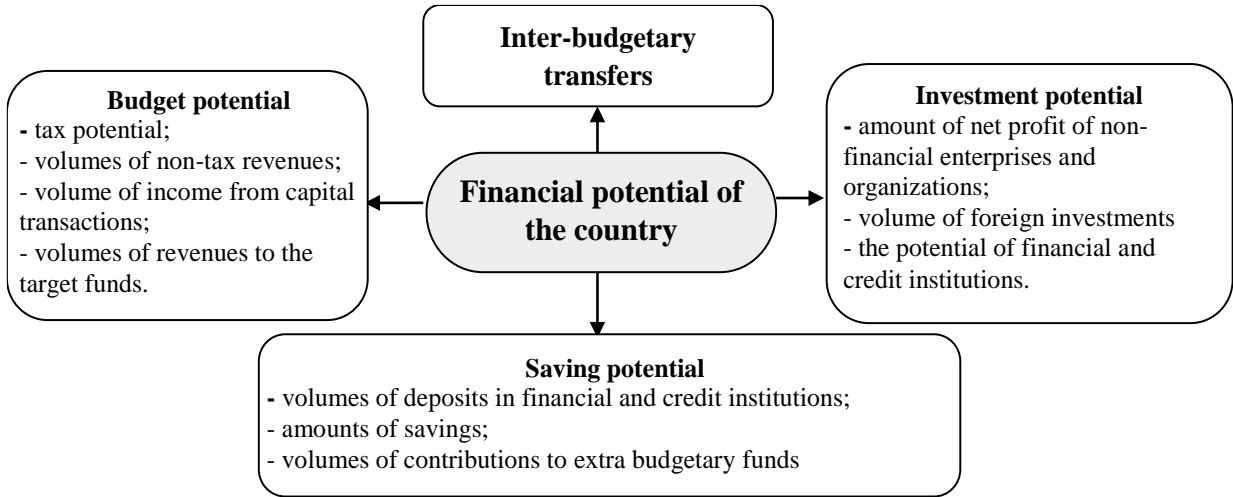 Inter-budgetary
transfers
Budget potential
- tax potential;
- volumes of non-tax revenues;
- volume of income from capital
transactions;
- volumes of revenues to the
target funds.
Financial potential of
the country
Investment potential
- amount of net profit of non-
financial enterprises and
organizations;
- volume of foreign investments
- the potential of financial and
credit institutions.
Saving potential
- volumes of deposits in financial and credit institutions;
- amounts of savings;
- volumes of contributions to extra budgetary funds